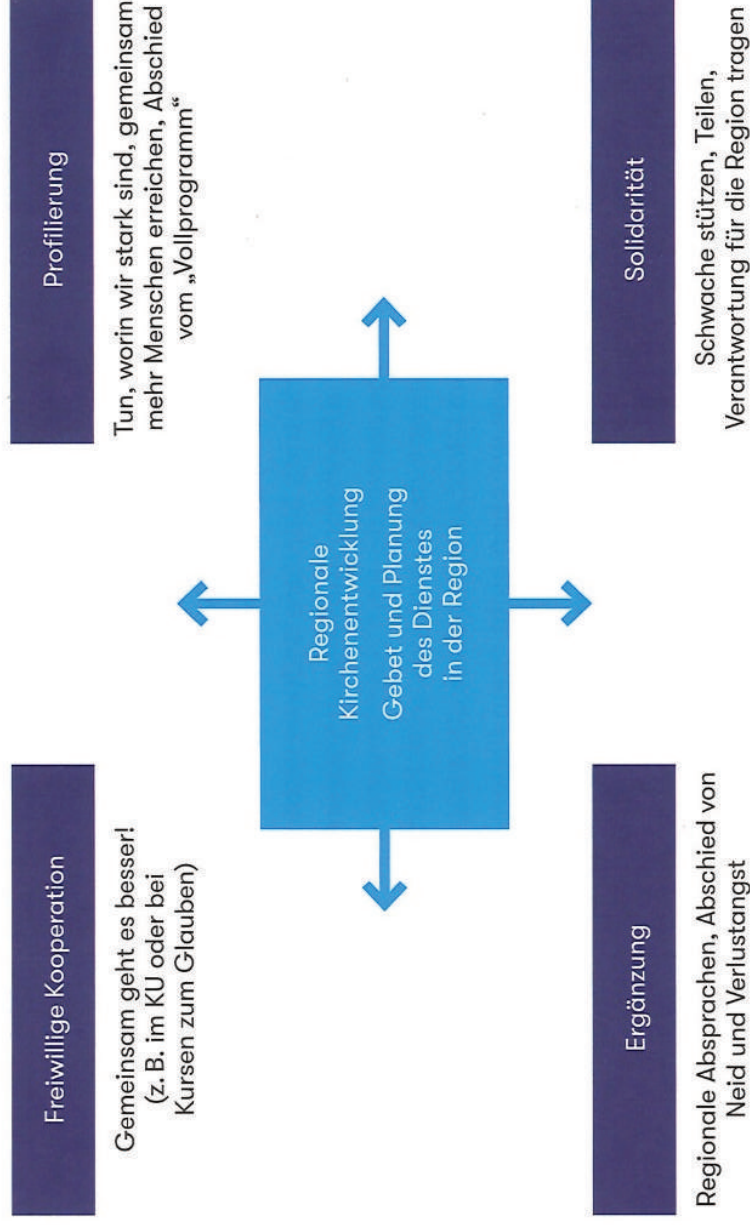 Freiwillige Kooperation
Gemeinsam geht es besser!
(z. B. im KU oder bei
Kursen zum Glauben)
Profilierung
Tun, worin wir stark sind, gemeinsam
mehr Menschen erreichen, Abschied
vom „Vollprogramm“
Regionale
Kirchenentwicklung
Gebet und Planung
des Dienstes
in der Region
Ergänzung
Regionale Absprachen, Abschied von
Neid und Verlustangst
Solidarität
Schwache stützen, Teilen,
Verantwortung für die Region tragen